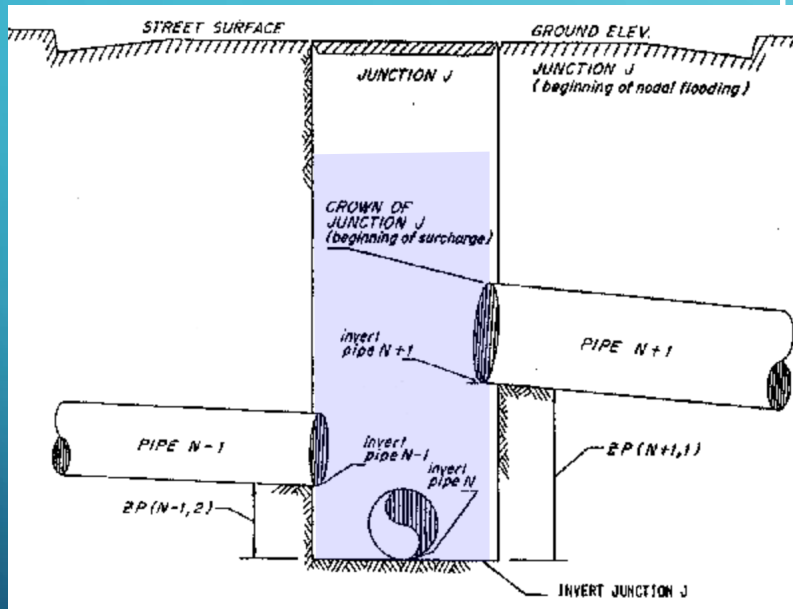 STREET SURFACE
GROUND ELEV.
JUNCTION J
JUNCTION J
(beginning of nodal flooding)
CROWN OF
JUNCTION J
(beginning of surcharge)
invert
pipe N+1
PIPE N+1
PIPE N-1
invert
pipe N-1
invert
pipe N
ZP(N+1,1)
ZP(N-1,2)
INVERT JUNCTION J